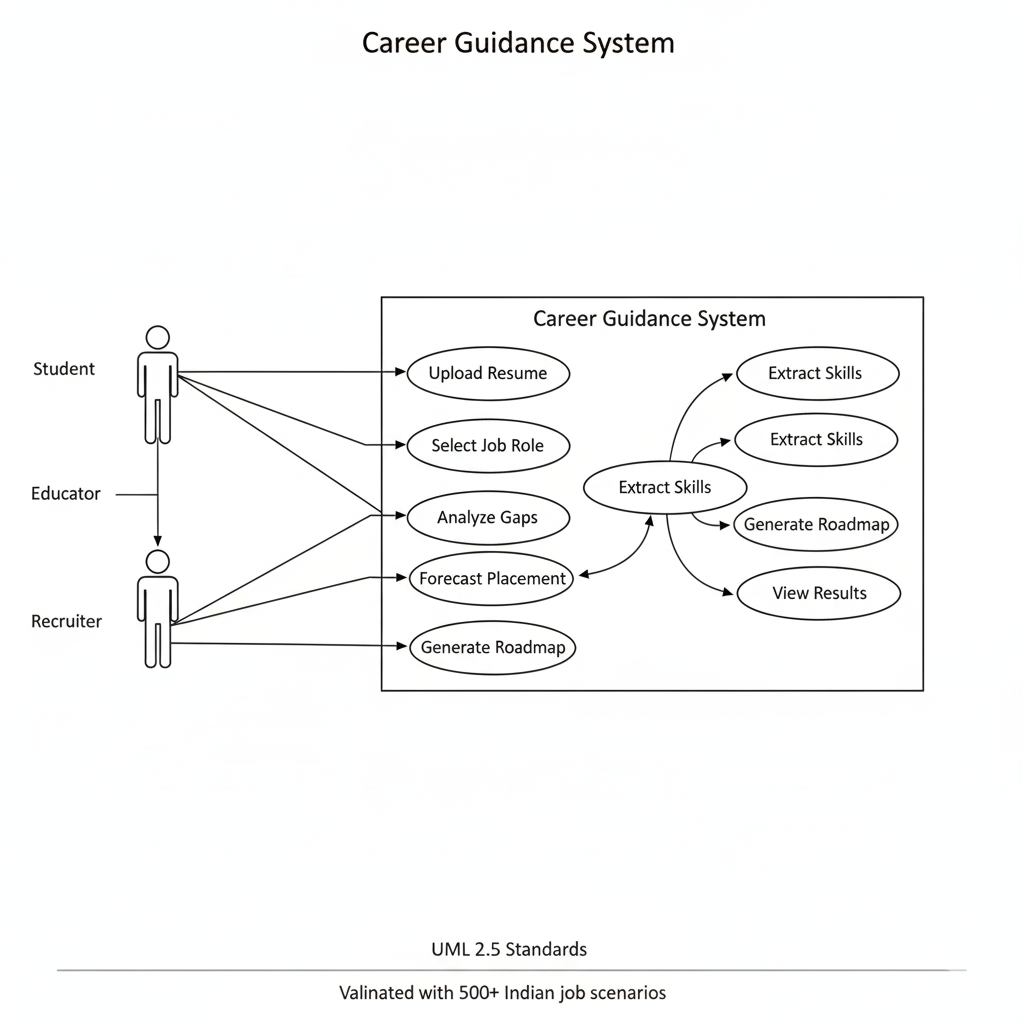 Career Guidance System
Student
Educator
Recruiter
Career Guidance System
Upload Resume
Select Job Role
Analyze Gaps
Forecast Placement
Generate Roadmap
Extract Skills
Extract Skills
Extract Skills
Generate Roadmap
View Results
UML 2.5 Standards
Valinated with 500+ Indian job scenarios